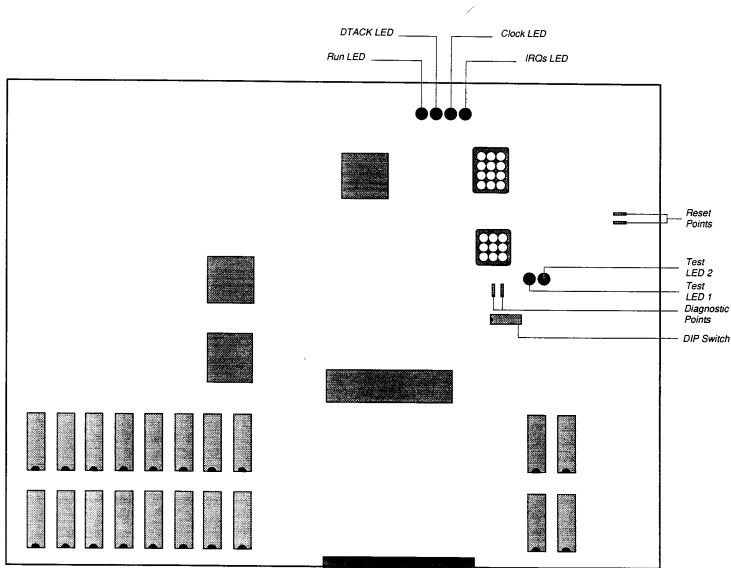 DTACK LED
Clock LED
Run LED
IRQs LED
Reset
Points
Test
LED 2
Test
LED 1
Diagnostic
Points
DIP Switch